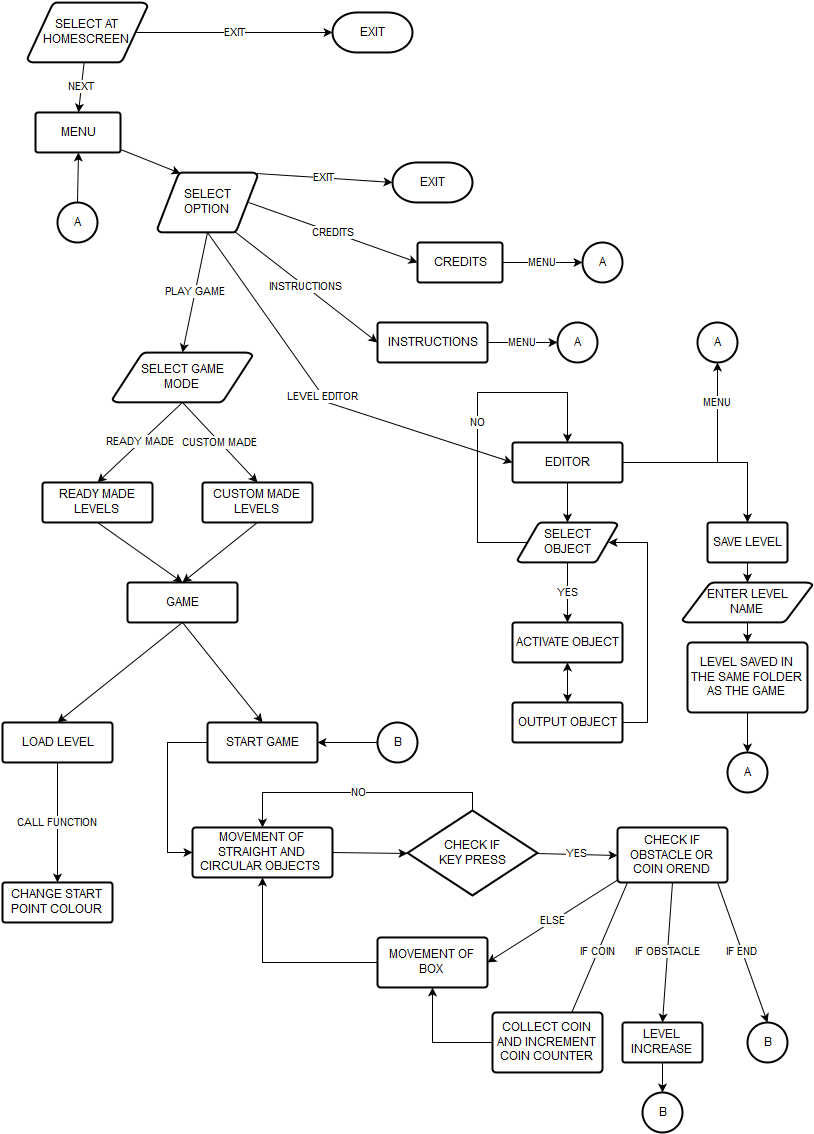 SELECT AT
HOMESCREEN
EXIT
EXIT
NEXT
MENU
A
SELECT
OPTION
EXIT
EXIT
CREDITS
CREDITS
MENU
A
PLAY GAME
INSTRUCTIONS
INSTRUCTIONS
MENU
A
LEVEL EDITOR
SELECT GAME
MODE
READY MADE
CUSTOM MADE
READY MADE
LEVELS
CUSTOM MADE
LEVELS
GAME
A
MENU
NO
EDITOR
SELECT
OBJECT
YES
ACTIVATE OBJECT
OUTPUT OBJECT
SAVE LEVEL
ENTER LEVEL
NAME
LEVEL SAVED IN
THE SAME FOLDER
AS THE GAME
A
LOAD LEVEL
CALL FUNCTION
CHANGE START
POINT COLOUR
START GAME
B
NO
MOVEMENT OF
STRAIGHT AND
CIRCULAR OBJECTS
CHECK IF
KEY PRESS
YES
CHECK IF
OBSTACLE OR
COIN OREND
ELSE
IF COIN
IF OBSTACLE
IF END
MOVEMENT OF
BOX
COLLECT COIN
AND INCREMENT
COIN COUNTER
LEVEL
INCREASE
B
B